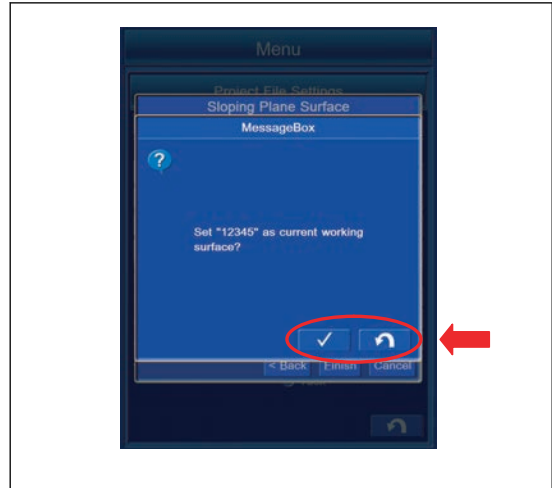 Menu
Project File Settings
Sloping Plane Surface
MessageBox
?
Set "12345" as current working
surface?
< Back Finish Cancel